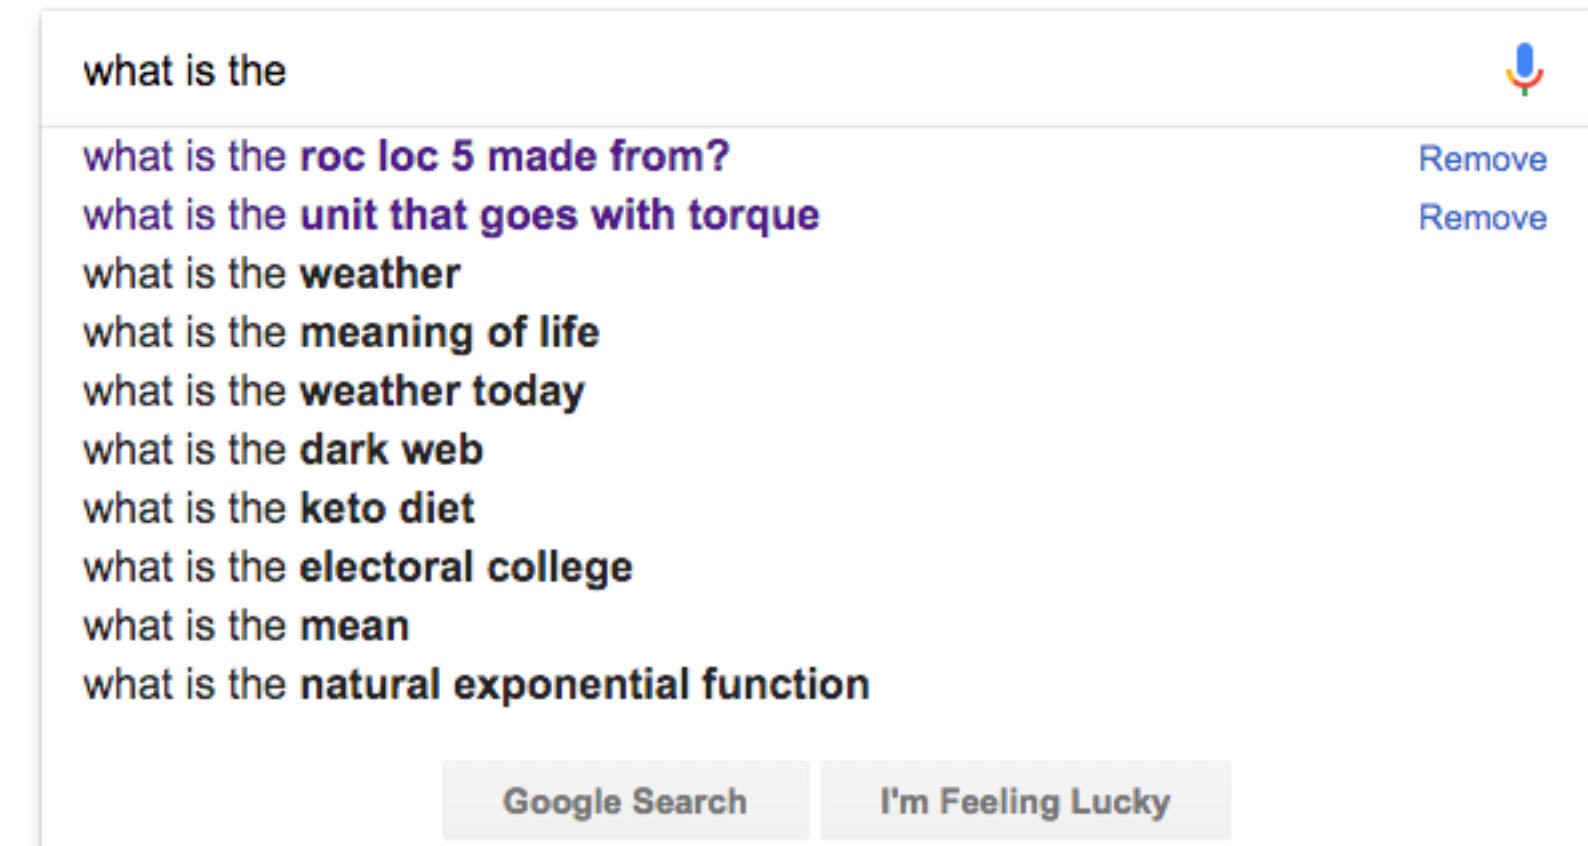 what is the
what is the roc loc 5 made from? Remove
what is the unit that goes with torque Remove
what is the weather
what is the meaning of life
what is the weather today
what is the dark web
what is the keto diet
what is the electoral college
what is the mean
what is the natural exponential function
Google Search I'm Feeling Lucky